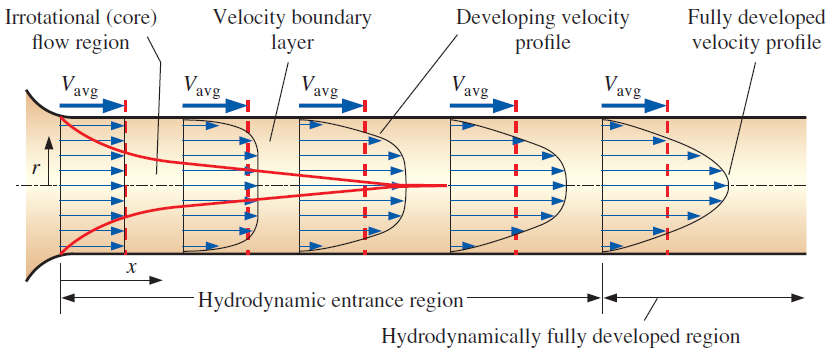 Irrotational (core)
flow region
Velocity boundary
layer
Developing velocity
profile
Fully developed
velocity profile
Vavg
Vavg
Vavg
Vavg
Vavg
r
x
Hydrodynamic entrance region
Hydrodynamically fully developed region